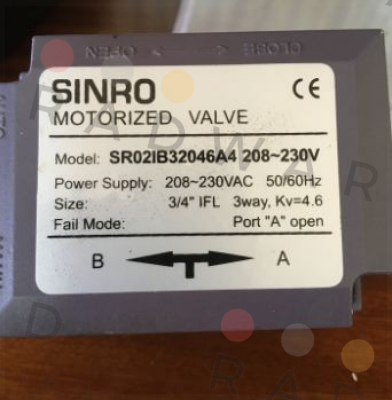 OPEN <—> CLOSE
SINRO CE
MOTORIZED VALVE
Model: SR02IB32046A4 208~230V
Power Supply: 208~230VAC 50/60Hz
Size: 3/4" IFL 3way, Kv=4.6
Fail Mode: Port "A" open
B A
RADWAR